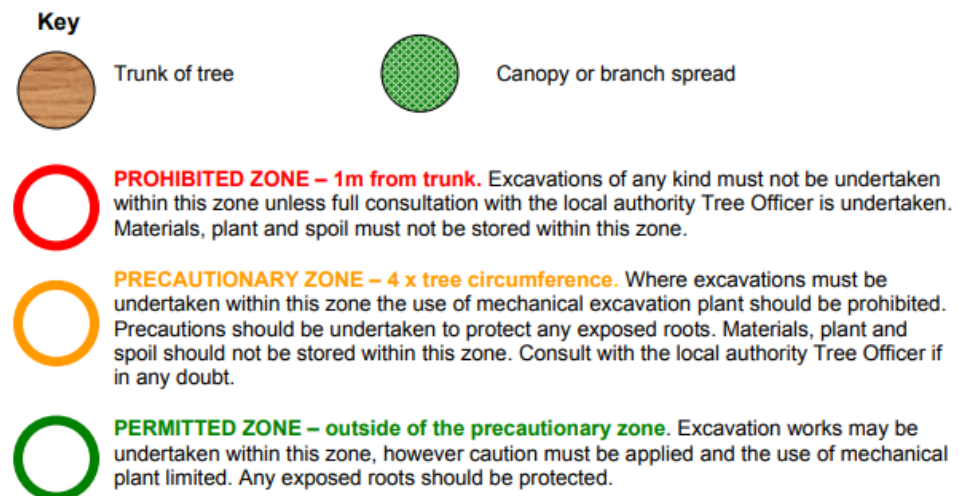 Key
Trunk of tree
Canopy or branch spread
PROHIBITED ZONE – 1m from trunk. Excavations of any kind must not be undertaken
within this zone unless full consultation with the local authority Tree Officer is undertaken.
Materials, plant and spoil must not be stored within this zone.
PRECAUTIONARY ZONE – 4 x tree circumference. Where excavations must be
undertaken within this zone the use of mechanical excavation plant should be prohibited.
Precautions should be undertaken to protect any exposed roots. Materials, plant and
spoil should not be stored within this zone. Consult with the local authority Tree Officer if
in any doubt.
PERMITTED ZONE – outside of the precautionary zone. Excavation works may be
undertaken within this zone, however caution must be applied and the use of mechanical
plant limited. Any exposed roots should be protected.